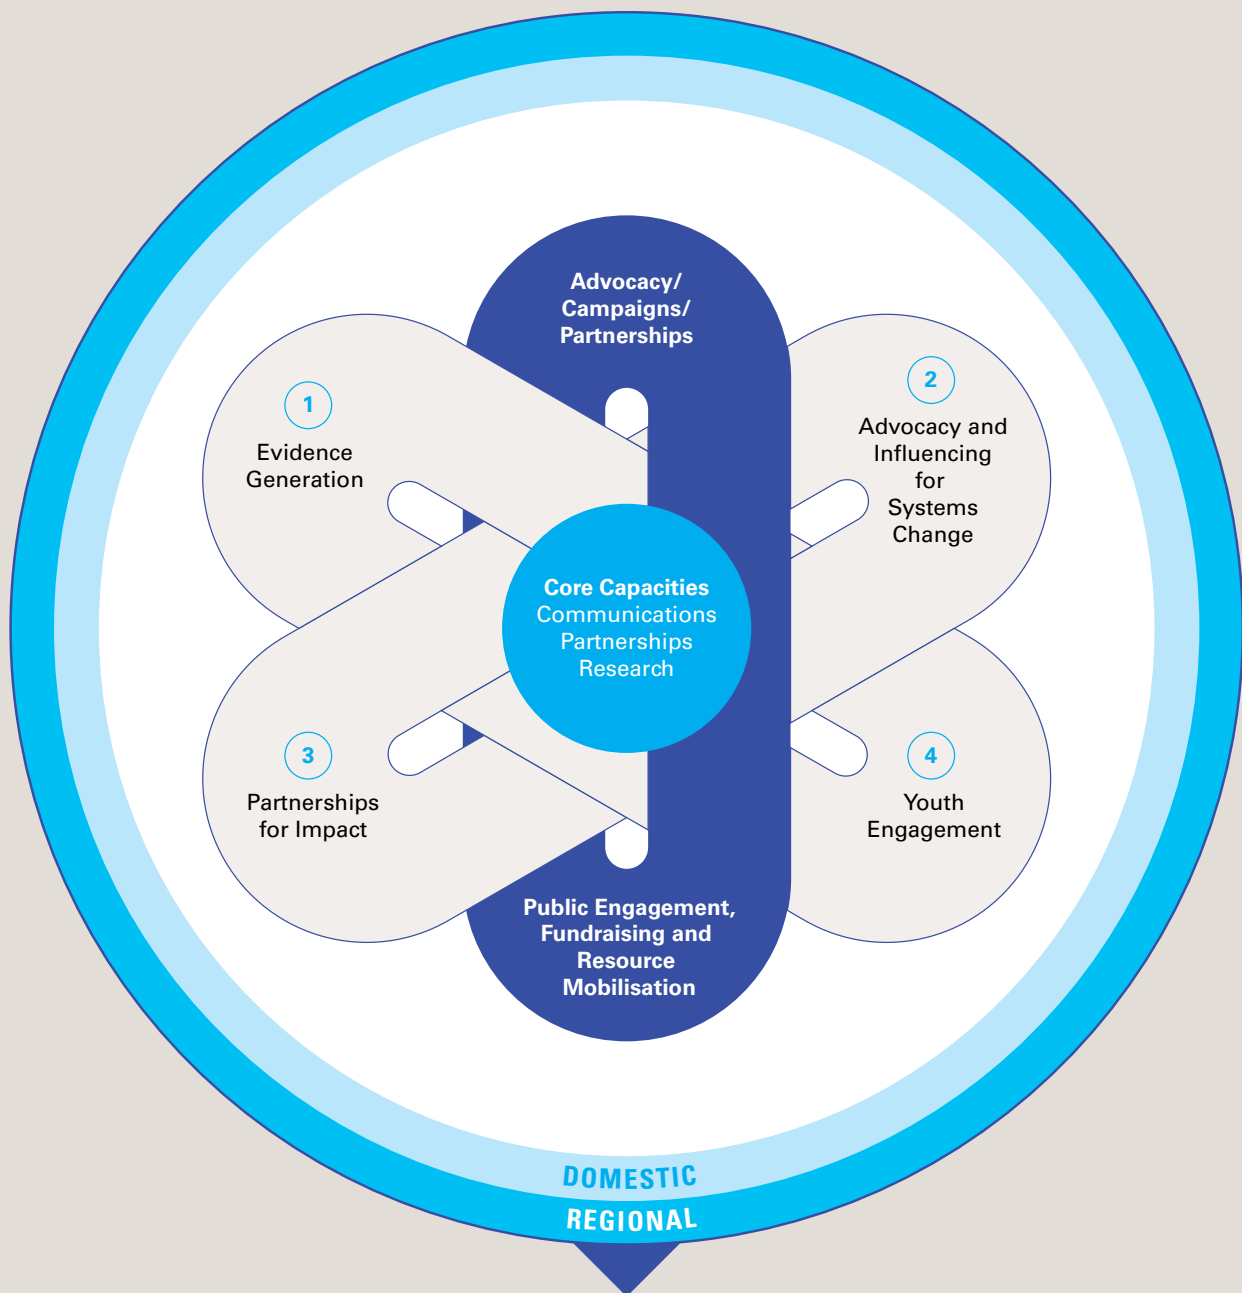 Advocacy/
Campaigns/
Partnerships
1
Evidence
Generation
2
Advocacy and
Influencing
for
Systems
Change
Core Capacities
Communications
Partnerships
Research
3
Partnerships
for Impact
4
Youth
Engagement
Public Engagement,
Fundraising and
Resource
Mobilisation
DOMESTIC
REGIONAL